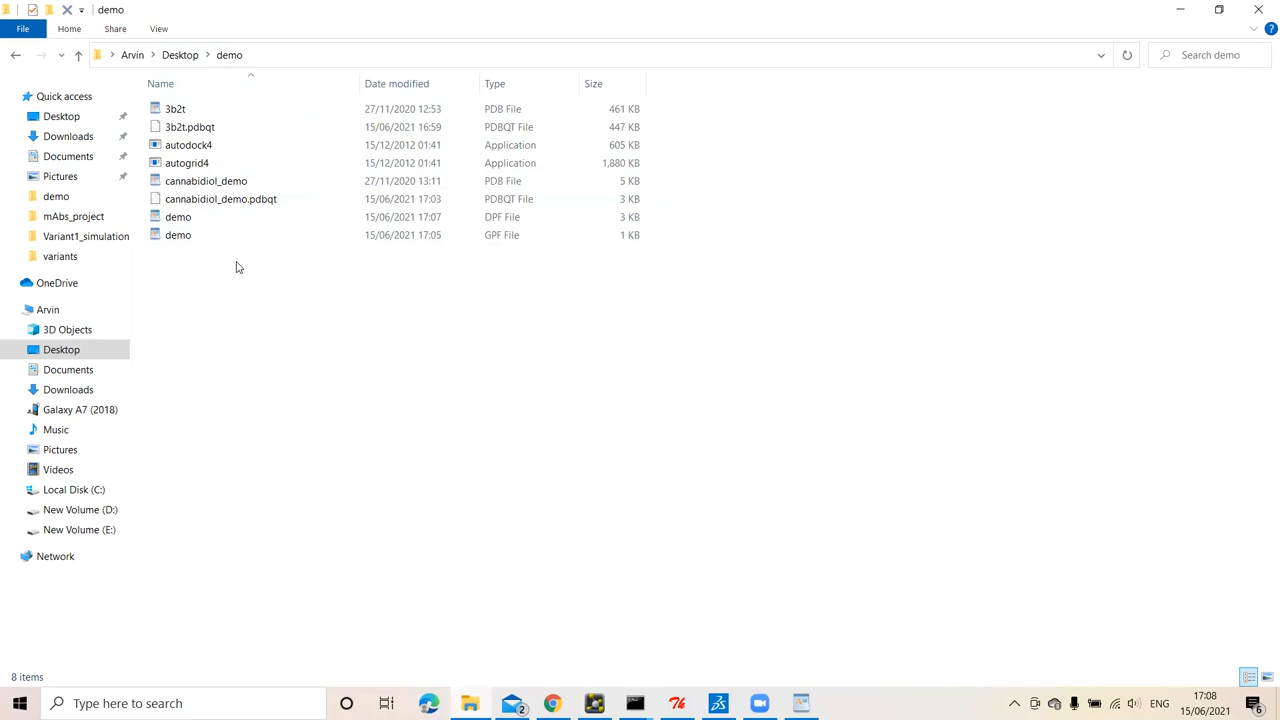 demo
File Home Share View
Arvin Desktop demo Search demo
Name Date modified Type Size
3b2t 27/11/2020 12:53 PDB File 461 KB
3b2t.pdbqt 15/06/2021 16:59 PDBQT File 447 KB
autodock4 15/12/2012 01:41 Application 605 KB
autogrid4 15/12/2012 01:41 Application 1,880 KB
cannabidiol_demo 27/11/2020 13:11 PDB File 5 KB
cannabidiol_demo.pdbqt 15/06/2021 17:03 PDBQT File 3 KB
demo 15/06/2021 17:07 DPF File 3 KB
demo 15/06/2021 17:05 GPF File 1 KB
Quick access
Desktop
Downloads
Documents
Pictures
demo
mAbs_project
Variant1_simulation
variants
OneDrive
Arvin
3D Objects
Desktop
Documents
Downloads
Galaxy A7 (2018)
Music
Pictures
Videos
Local Disk (C:)
New Volume (D:)
New Volume (E:)
Network
8 items
Type here to search
2
ENG
17:08
15/06/2021
6